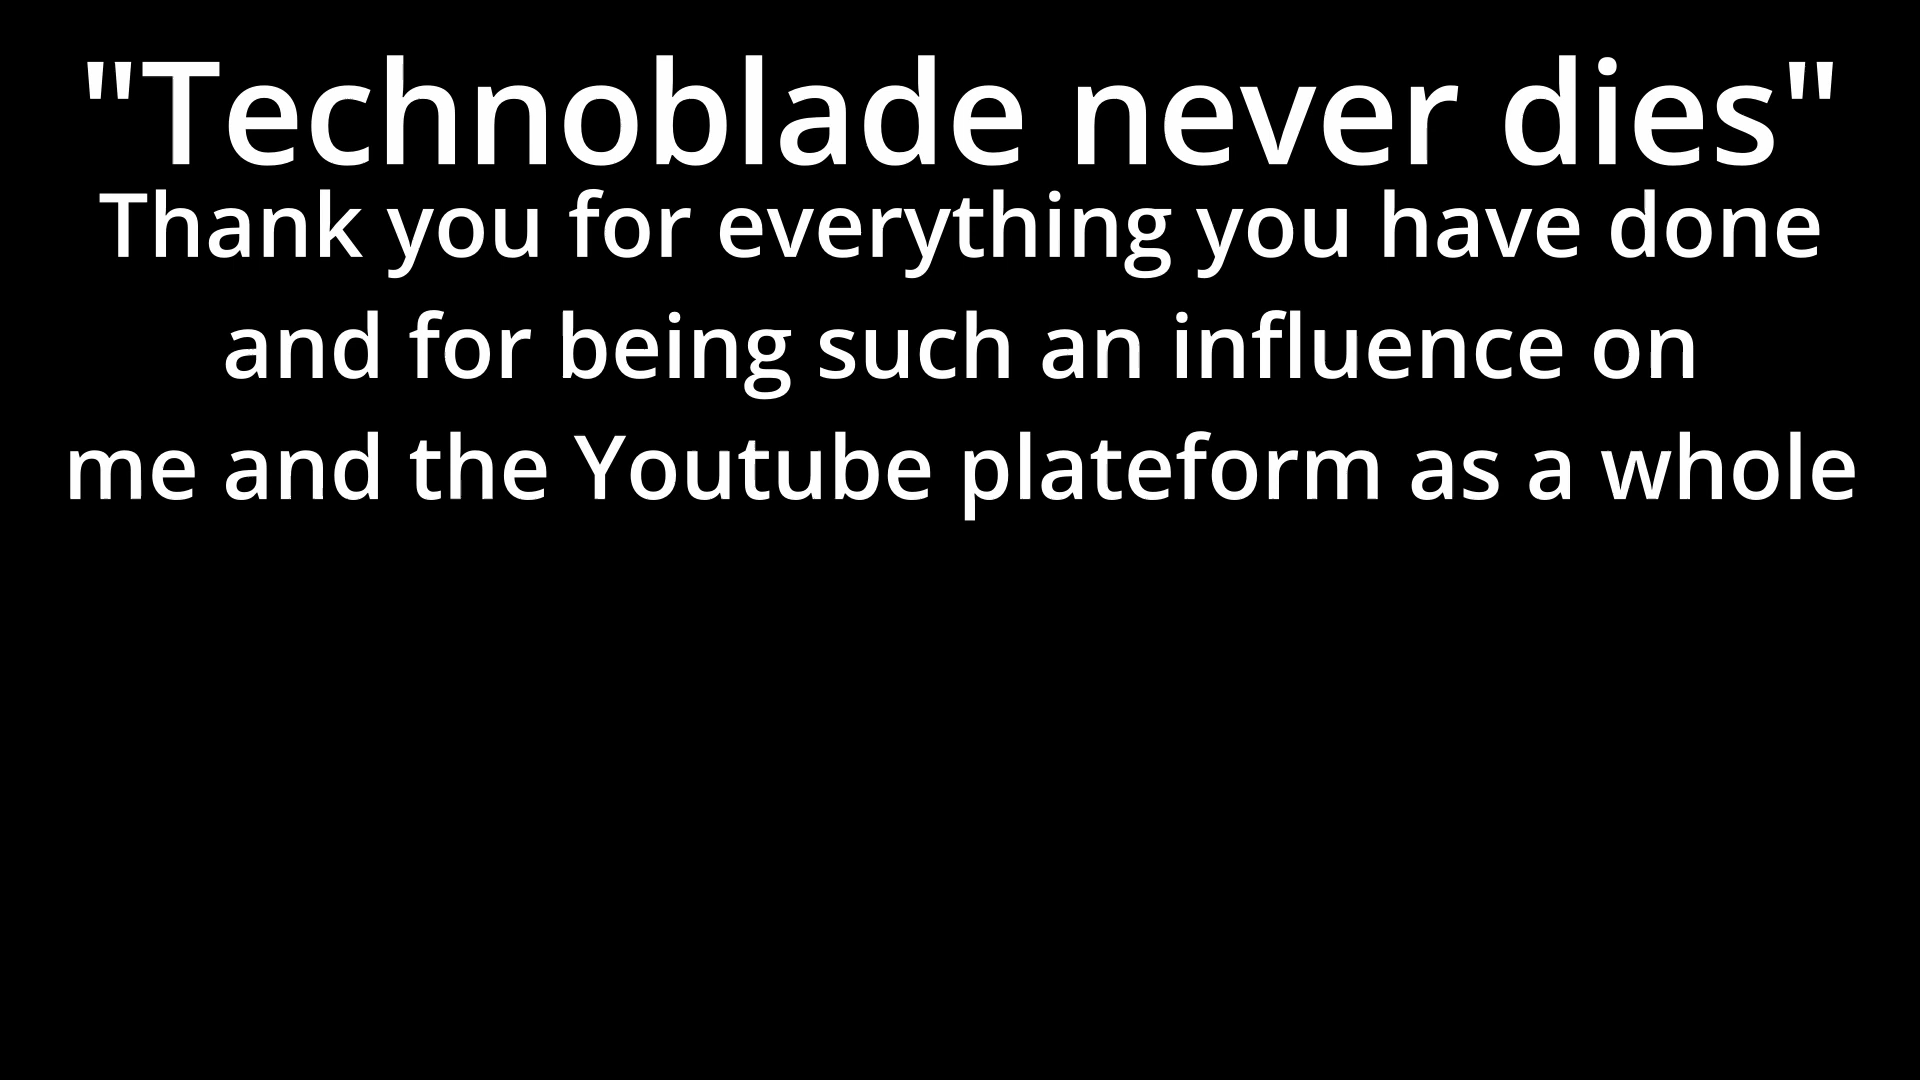 "Technoblade never dies"
Thank you for everything you have done
and for being such an influence on
me and the Youtube plateform as a whole